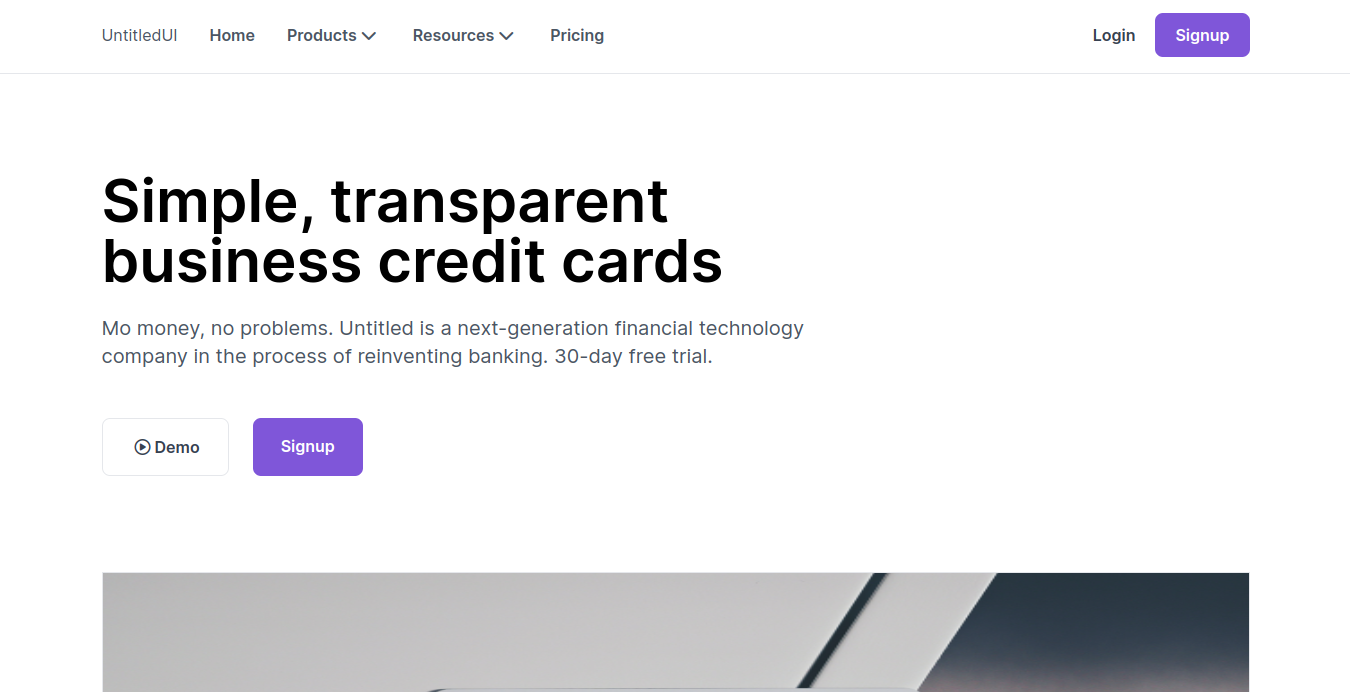 UntitledUI Home Products Resources Pricing Login Signup
Simple, transparent
business credit cards
Mo money, no problems. Untitled is a next-generation financial technology
company in the process of reinventing banking. 30-day free trial.
Demo Signup